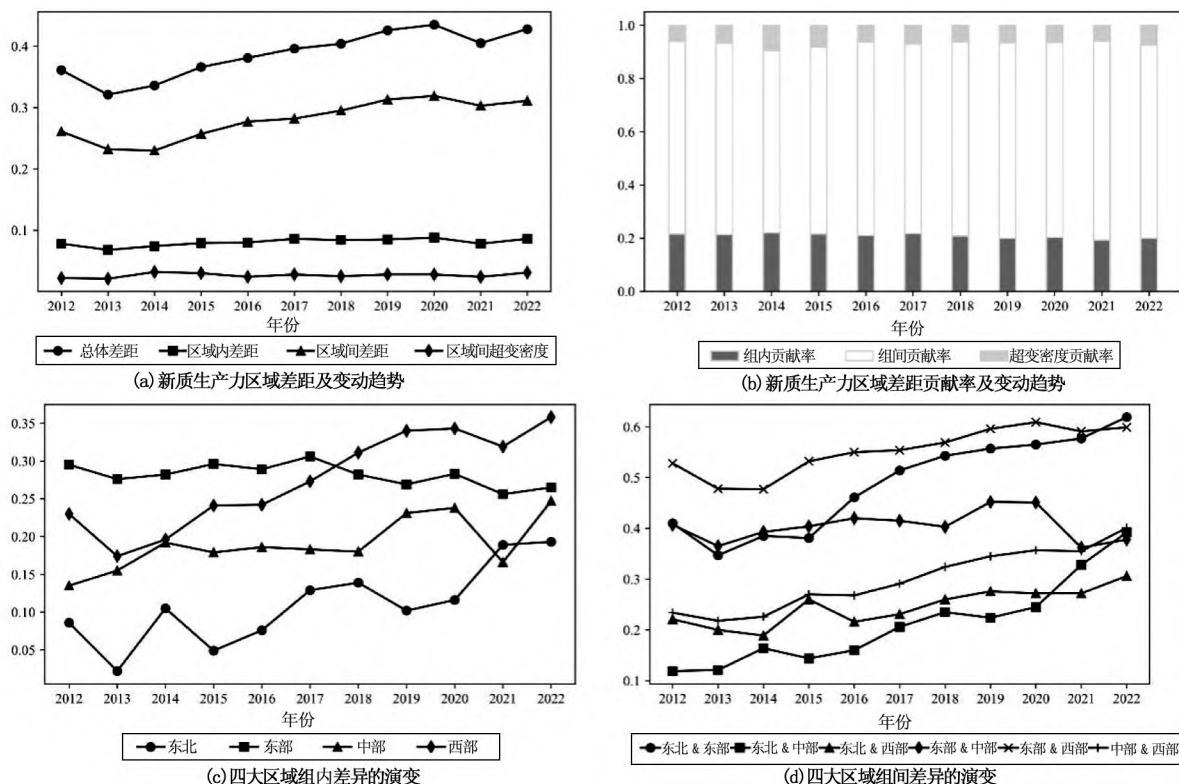 0.4
0.3
0.2
0.1
2012 2013 2014 2015 2016 2017 2018 2019 2020 2021 2022
年份
总体差距 区域内差距 区域间差距 区域间超变密度
(a)新质生产力区域差距及变动趋势
1.0
0.8
0.6
0.4
0.2
0.0
2012 2013 2014 2015 2016 2017 2018 2019 2020 2021 2022
年份
组内贡献率 组间贡献率 超变密度贡献率
(b)新质生产力区域差距贡献率及变动趋势
0.35
0.30
0.25
0.20
0.15
0.10
0.05
2012 2013 2014 2015 2016 2017 2018 2019 2020 2021 2022
年份
东北 东部 中部 西部
(c)四大区域组内差异的演变
0.6
0.5
0.4
0.3
0.2
0.1
2012 2013 2014 2015 2016 2017 2018 2019 2020 2021 2022
年份
东北 & 东部 东北 & 中部 东北 & 西部 东部 & 中部 东部 & 西部 中部 & 西部
(d)四大区域组间差异的演变